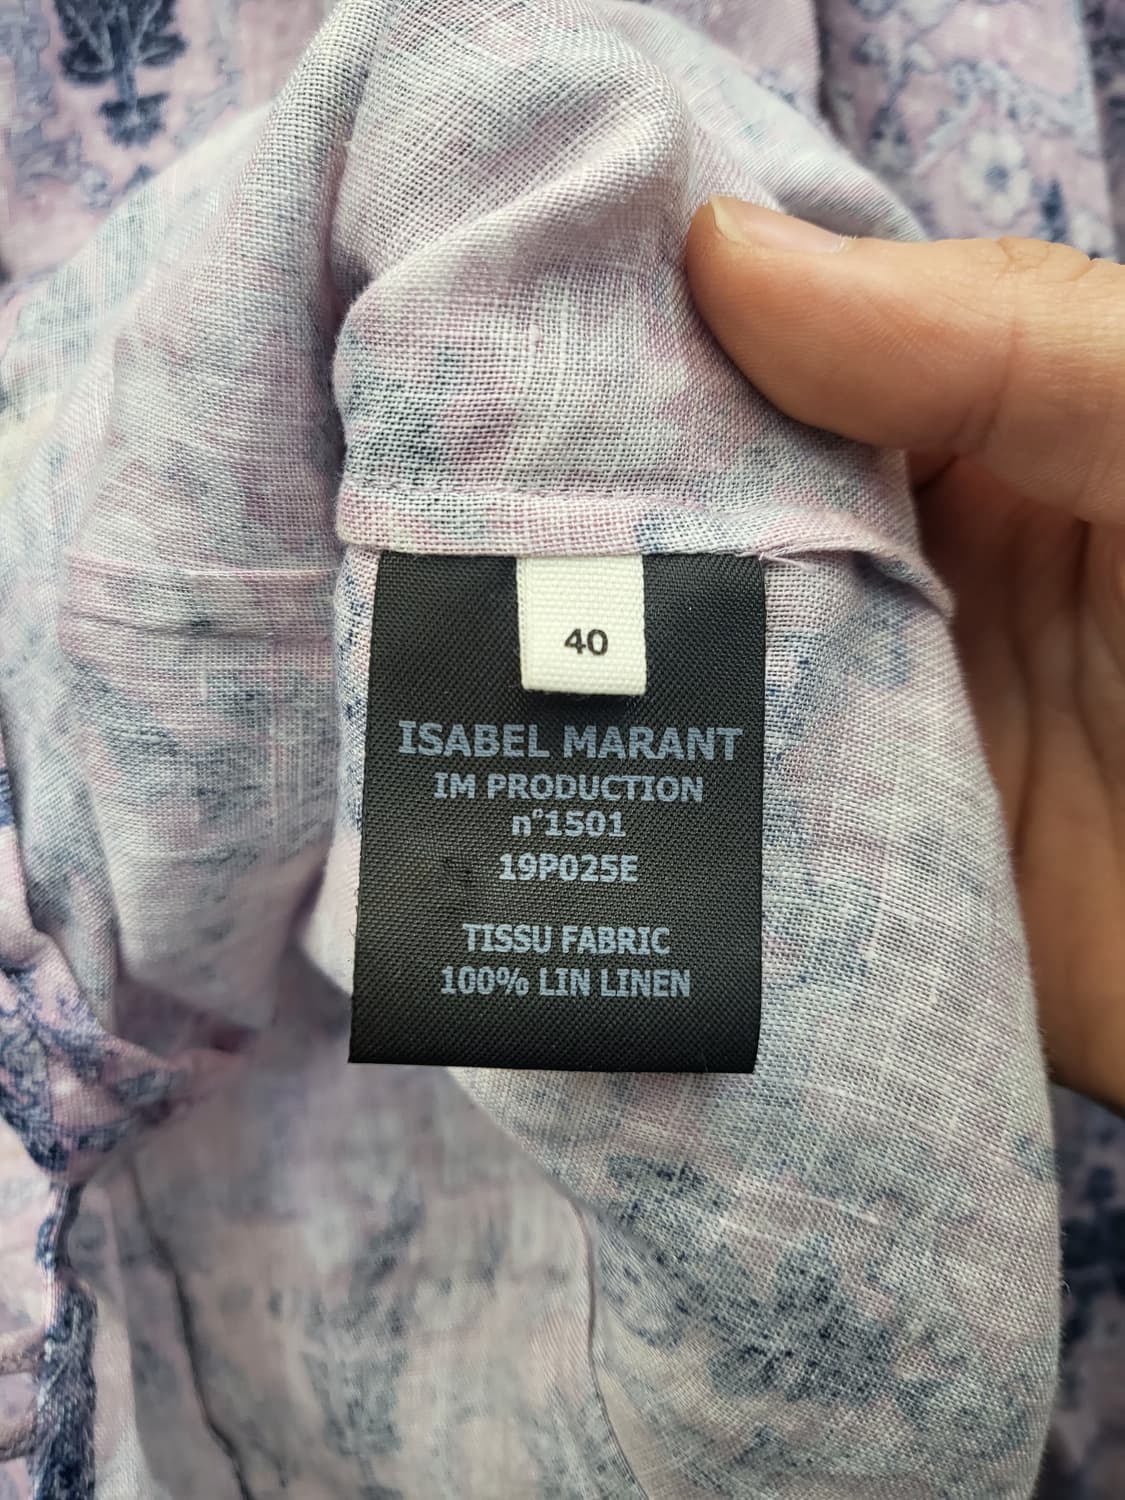 40
ISABEL MARANT
IM PRODUCTION
n°1501
19P025E
TISSU FABRIC
100% LIN LINEN